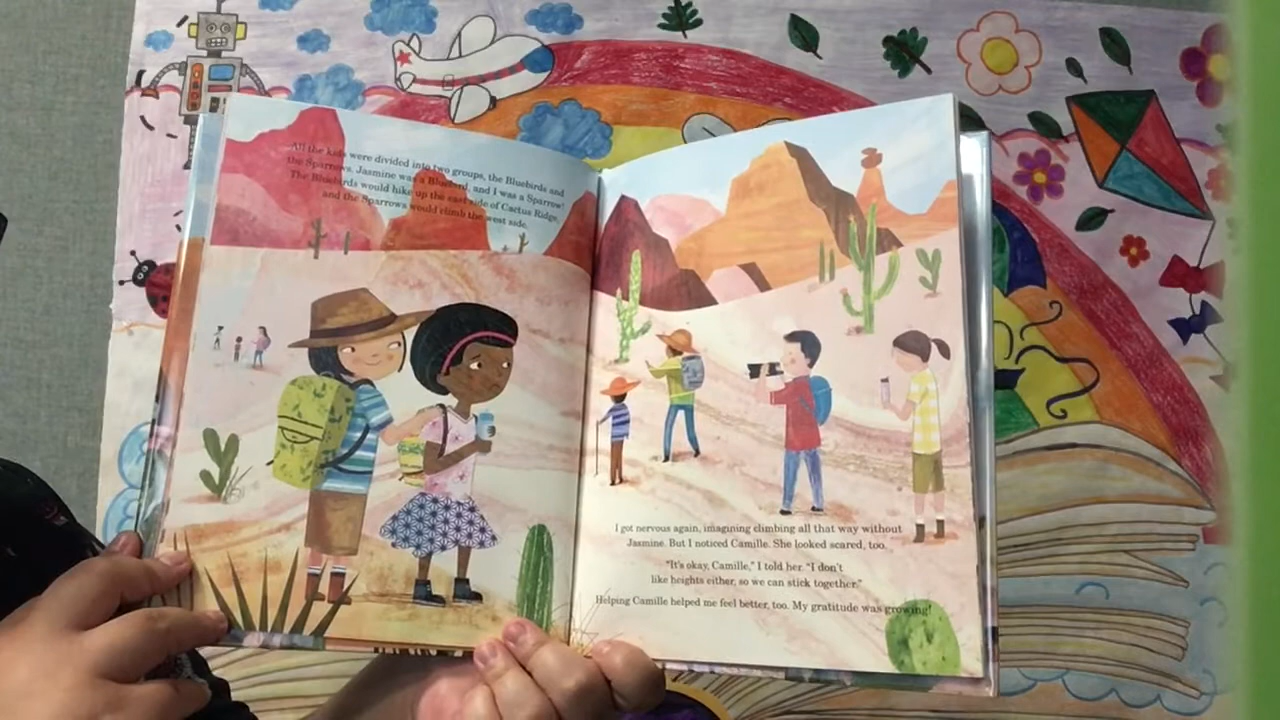 All the kids were divided into two groups, the Bluebirds and
the Sparrows. Jasmine was a Bluebird, and I was a Sparrow!
The Bluebirds would hike up the east side of Cactus Ridge,
and the Sparrows would climb the west side.
I got nervous again, imagining climbing all that way without
Jasmine. But I noticed Camille. She looked scared, too.
"It's okay, Camille," I told her. "I don't
like heights either, so we can stick together."
Helping Camille helped me feel better, too. My gratitude was growing!